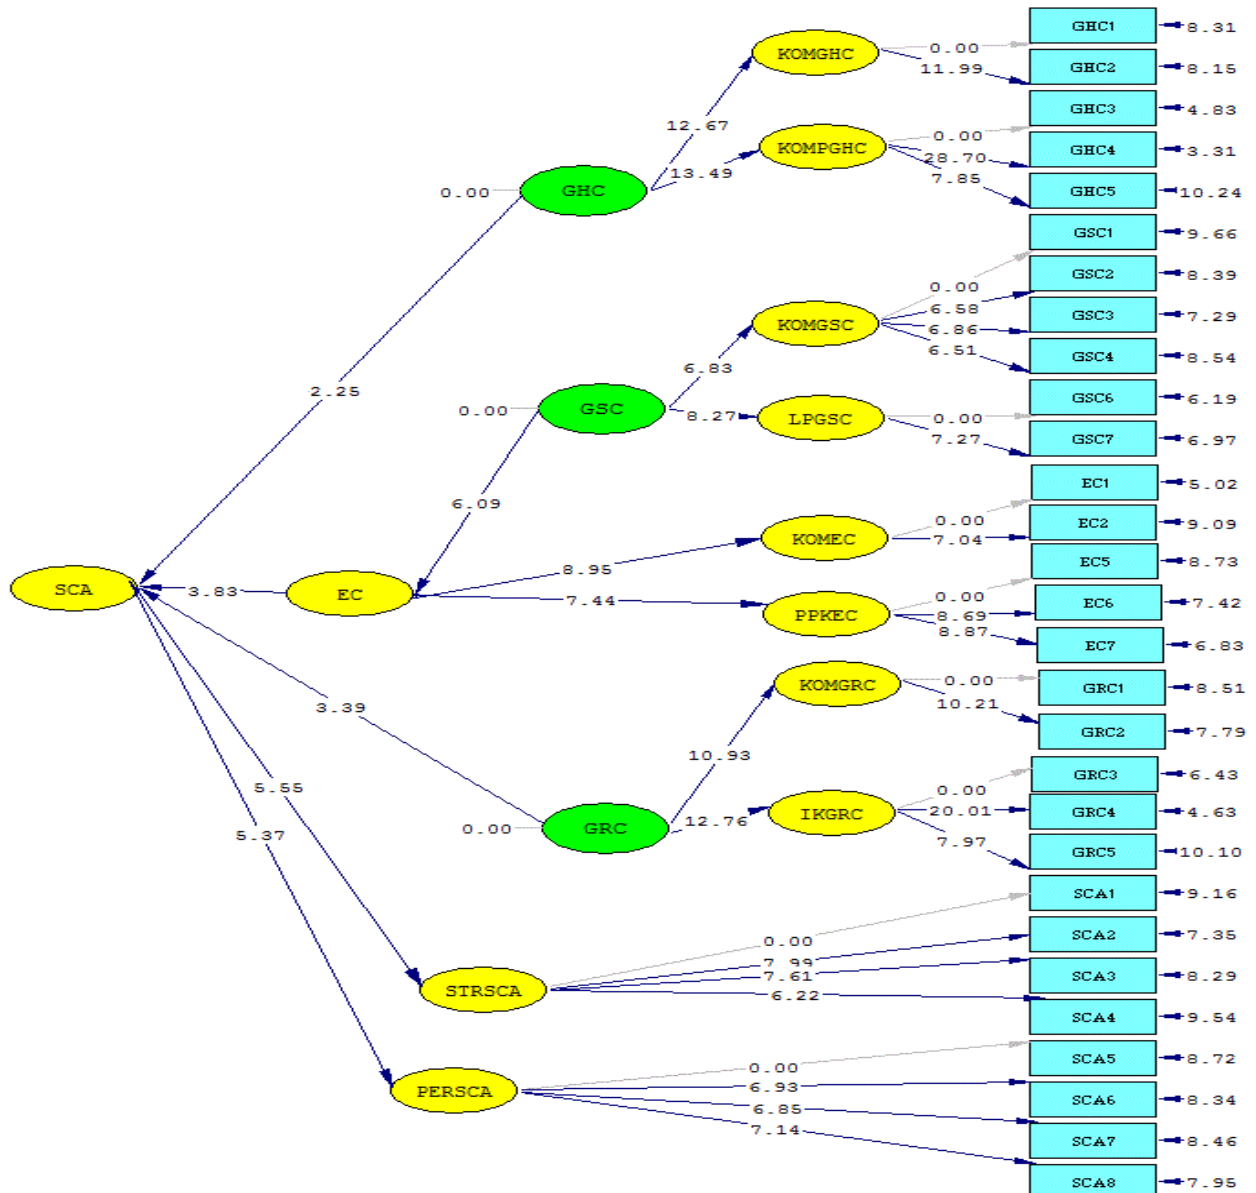 GHC1 8.31
KOMGHC 0.00
11.99 GHC2 8.15
GHC3 4.83
12.67 0.00
KOMPGHC 28.70 GHC4 3.31
13.49 7.85
0.00 GHC GHC5 10.24
GSC1 9.66
0.00 GSC2 8.39
6.58
KOMGSC 6.86 GSC3 7.29
6.51 GSC4 8.54
6.83
2.25
GSC6 6.19
0.00 GSC 8.27 LPGSC 0.00
7.27 GSC7 6.97
EC1 5.02
6.09
0.00 EC2 9.09
KOMEC 7.04
EC5 8.73
8.95
SCA 3.83 EC 7.44 0.00 EC6 7.42
PPKEC 8.69
8.87 EC7 6.83
KOMGRC 0.00 GRC1 8.51
3.39 10.21
GRC2 7.79
10.93
GRC3 6.43
5.55 0.00
IKGRC 20.01 GRC4 4.63
0.00 GRC 12.76
5.37 7.97 GRC5 10.10
SCA1 9.16
0.00 SCA2 7.35
7.99
7.61 SCA3 8.29
STRSCA 6.22
SCA4 9.54
SCA5 8.72
0.00
PERSCA 6.93 SCA6 8.34
6.85
7.14 SCA7 8.46
SCA8 7.95